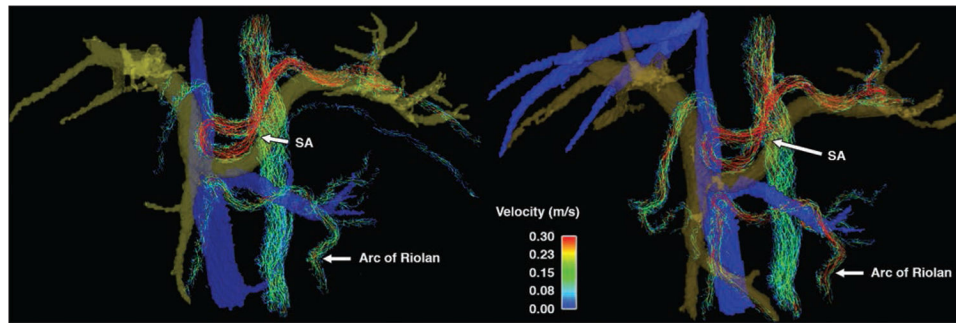 SA
Arc of Riolan
Velocity (m/s)
0.30
0.23
0.15
0.08
0.00
SA
Arc of Riolan